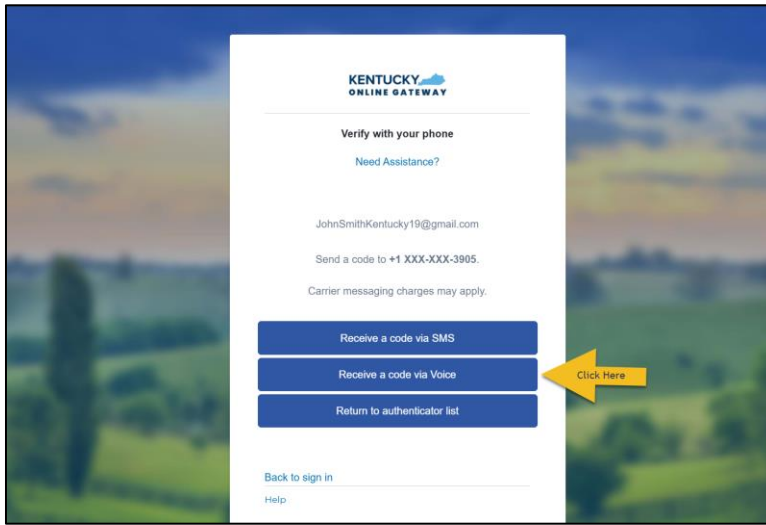 KENTUCKY
ONLINE GATEWAY
Verify with your phone
Need Assistance?
JohnSmithKentucky19@gmail.com
Send a code to +1 XXX-XXX-3905.
Carrier messaging charges may apply.
Receive a code via SMS
Receive a code via Voice
Click Here
Return to authenticator list
Back to sign in
Help